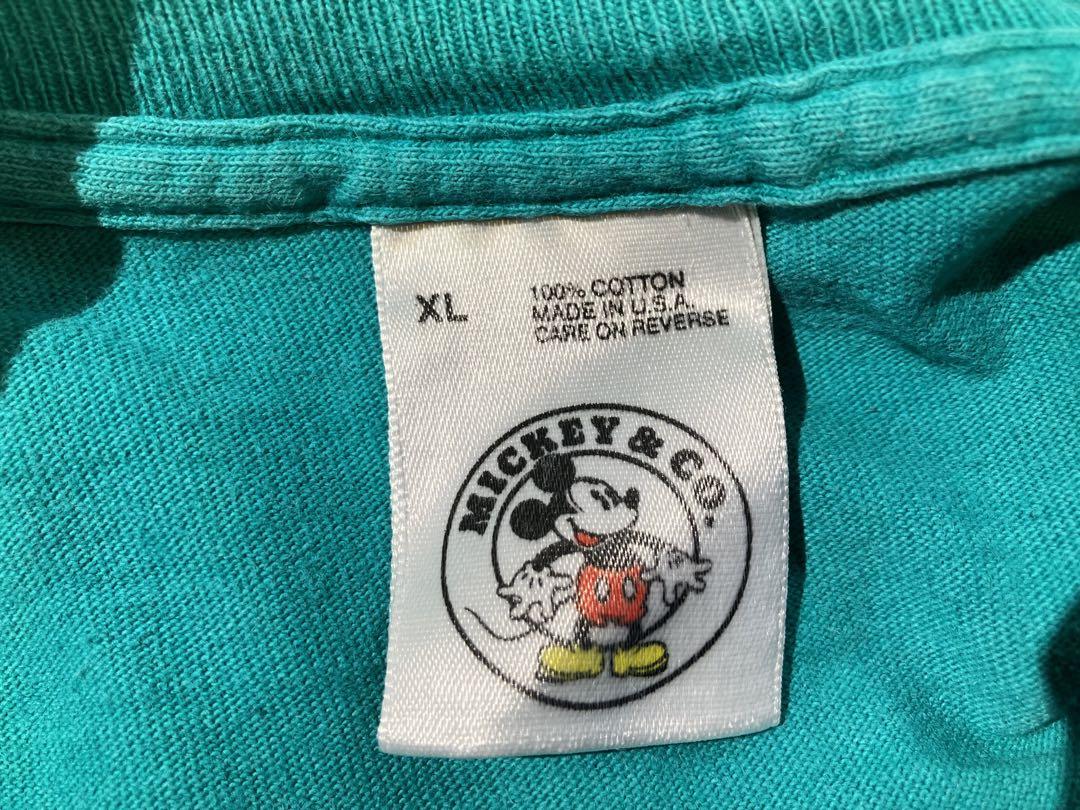 XL
100% COTTON
MADE IN U.S.A.
CARE ON REVERSE
MICKEY & CO.